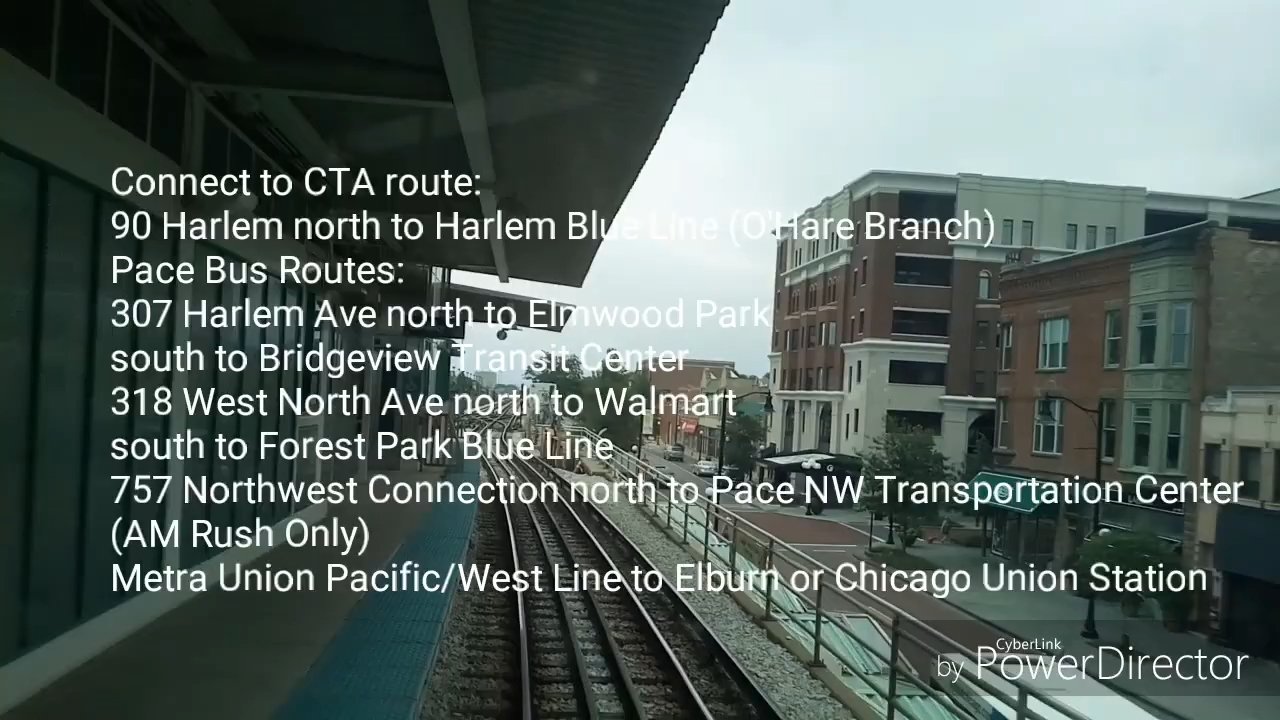 Connect to CTA route:
90 Harlem north to Harlem Blue Line (O'Hare Branch)
Pace Bus Routes:
307 Harlem Ave north to Elmwood Park
south to Bridgeview Transit Center
318 West North Ave north to Walmart
south to Forest Park Blue Line
757 Northwest Connection north to Pace NW Transportation Center
(AM Rush Only)
Metra Union Pacific/West Line to Elburn or Chicago Union Station
CyberLink
by PowerDirector